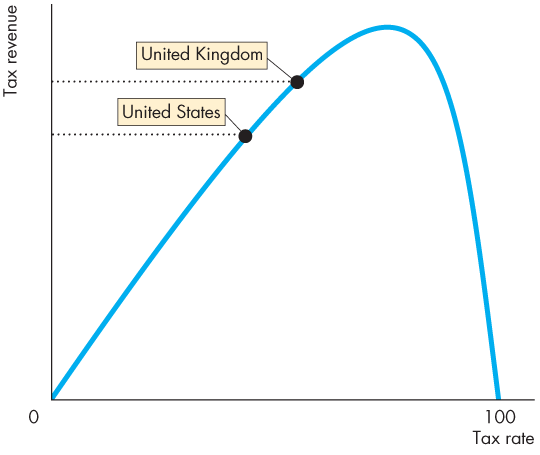 Tax revenue
United Kingdom
United States
0
100
Tax rate